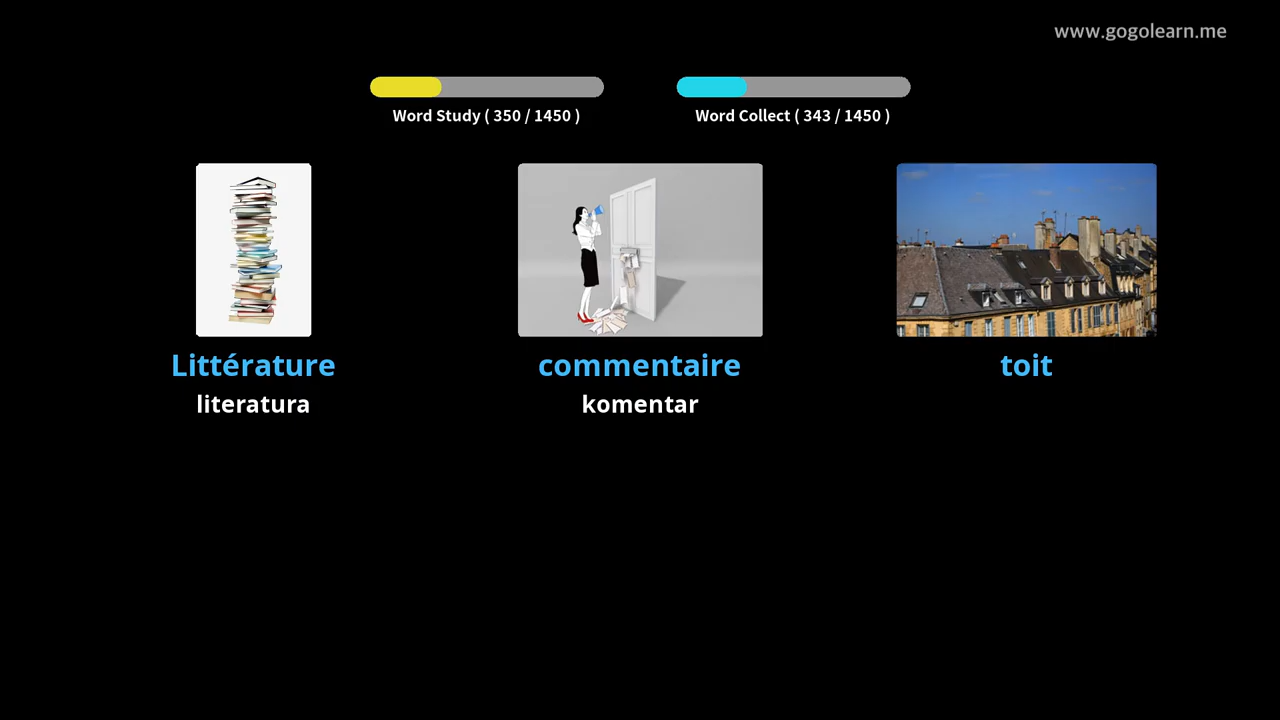 www.gogolearn.me
Word Study ( 350 / 1450 )
Word Collect ( 343 / 1450 )
Littérature
literatura
commentaire
komentar
toit